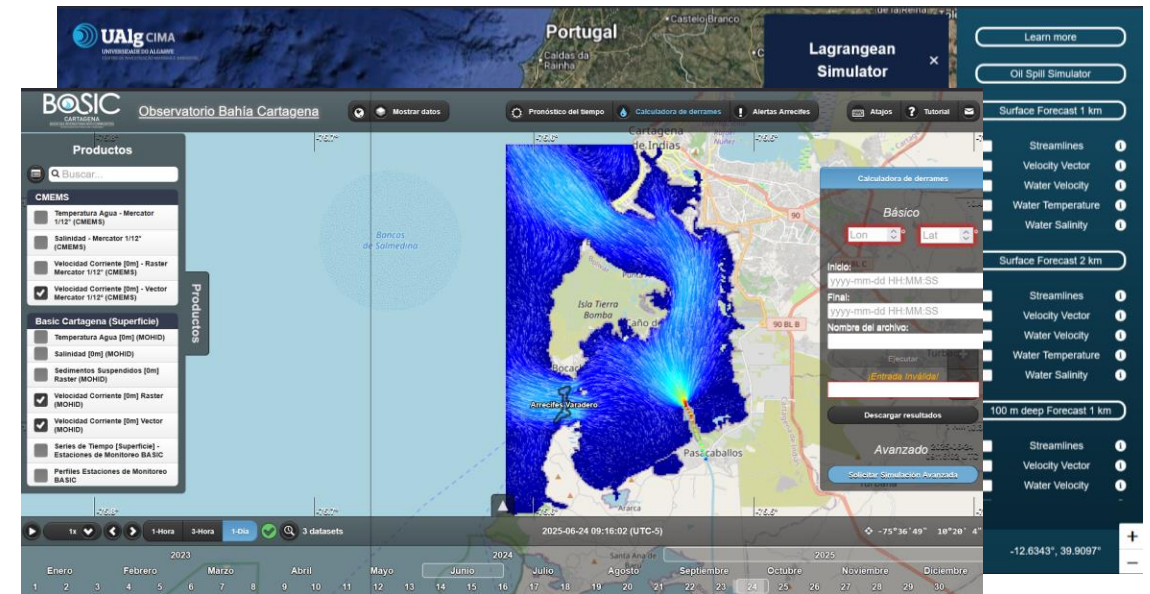 UAlg CIMA
UNIVERSIDADE DO ALGARVE
Portugal
Castelo Branco
Caldas da
Rainha
Lagrangean
Simulator
×
Learn more
Oil Spill Simulator
Surface Forecast 1 km
Streamlines
Velocity Vector
Water Velocity
Water Temperature
Water Salinity
Surface Forecast 2 km
Streamlines
Velocity Vector
Water Velocity
Water Temperature
Water Salinity
100 m deep Forecast 1 km
Streamlines
Velocity Vector
Water Velocity
-12.6343°, 39.9097°
+
−
BASIC
CARTAGENA
Observatorio Bahía Cartagena
Mostrar datos
Pronóstico del tiempo
Calculadora de derrames
Alertas Arrecifes
Atajos
? Tutorial
Productos
Buscar...
CMEMS
Temperatura Agua - Mercator
1/12° (CMEMS)
Salinidad - Mercator 1/12°
(CMEMS)
Velocidad Corriente [0m] - Raster
Mercator 1/12° (CMEMS)
Velocidad Corriente [0m] - Vector
Mercator 1/12° (CMEMS)
Basic Cartagena (Superficie)
Temperatura Agua [0m] (MOHID)
Salinidad [0m] (MOHID)
Sedimentos Suspendidos [0m]
Raster (MOHID)
Velocidad Corriente [0m] Raster
(MOHID)
Velocidad Corriente [0m] Vector
(MOHID)
Series de Tiempo [Superficie] -
Estaciones de Monitoreo BASIC
Perfiles Estaciones de Monitoreo
BASIC
Productos
Cartagena
de Indias
Bancos
de Salmedina
Isla Tierra
Bomba
Caño de
Arrecifes Varadero
Pasacaballos
Ararca
Santa Ana
90
90 BL B
Calculadora de derrames
Básico
Lon
Lat
Inicio:
yyyy-mm-dd HH:MM:SS
Final:
yyyy-mm-dd HH:MM:SS
Nombre del archivo:
Ejecutar
¡Entrada Inválida!
Descargar resultados
Avanzado
Solicitar Simulación Avanzada
1x
1-Hora
3-Hora
1-Día
3 datasets
2025-06-24 09:16:02 (UTC-5)
-75°36'49" 10°20' 4"
2023
2024
2025
Enero Febrero Marzo Abril Mayo Junio Julio Agosto Septiembre Octubre Noviembre Diciembre
1 2 3 4 5 6 7 8 9 10 11 12 13 14 15 16 17 18 19 20 21 22 23 24 25 26 27 28 29 30